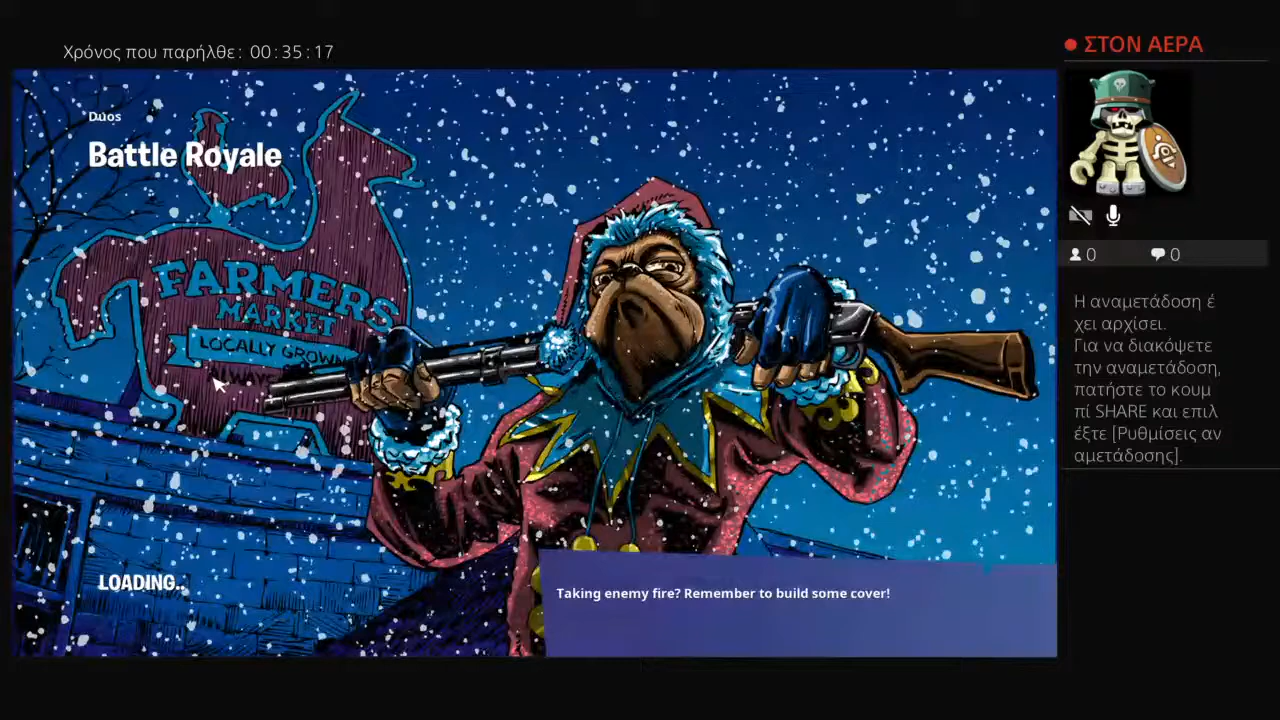 Χρόνος που παρήλθε: 00:35:17
ΣΤΟΝ ΑΕΡΑ
Duos
Battle Royale
FARMERS
MARKET
LOCALLY GROWN
ALWAYS
0 0
Η αναμετάδοση έ
χει αρχίσει.
Για να διακόψετε
την αναμετάδοση,
πατήστε το κουμ
πί SHARE και επιλ
έξτε [Ρυθμίσεις αν
αμετάδοσης].
LOADING..
Taking enemy fire? Remember to build some cover!